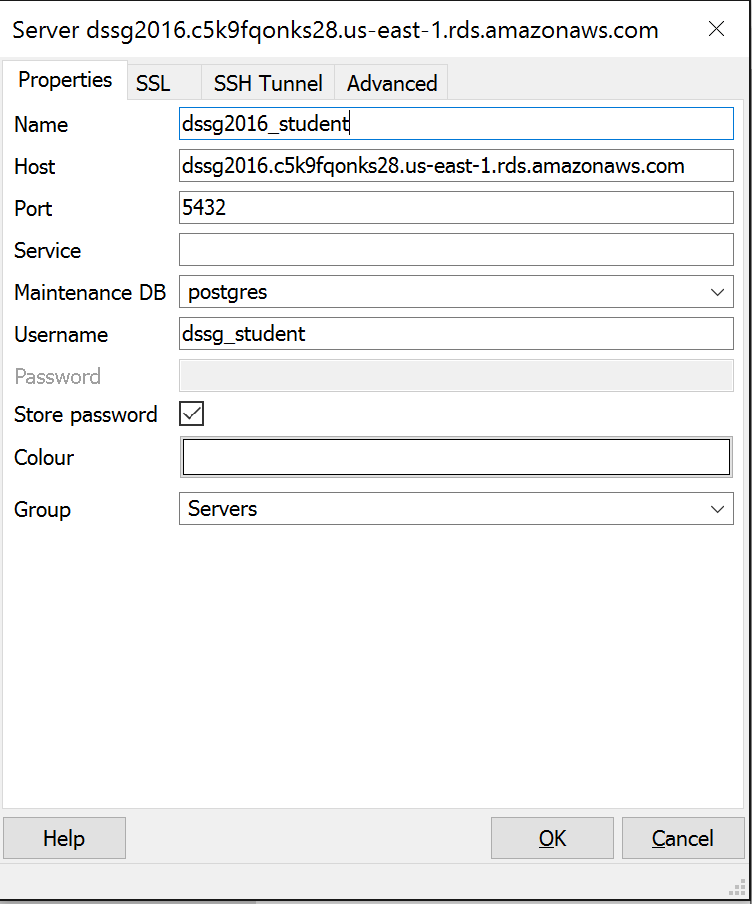 Server dssg2016.c5k9fqonks28.us-east-1.rds.amazonaws.com
Properties SSL SSH Tunnel Advanced
Name dssg2016_student
Host dssg2016.c5k9fqonks28.us-east-1.rds.amazonaws.com
Port 5432
Service
Maintenance DB postgres
Username dssg_student
Password
Store password
Colour
Group Servers
Help OK Cancel